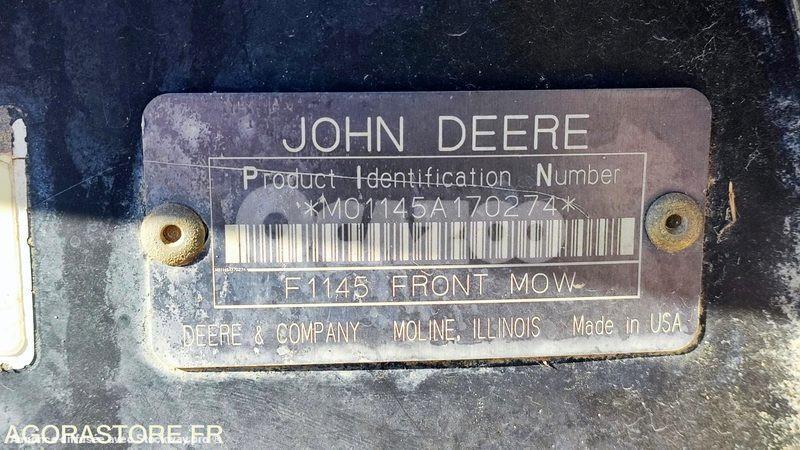 JOHN DEERE
Product Identification Number
*M01145A170274*
F1145 FRONT MOW
DEERE & COMPANY MOLINE, ILLINOIS Made in USA
AGORASTORE.FR